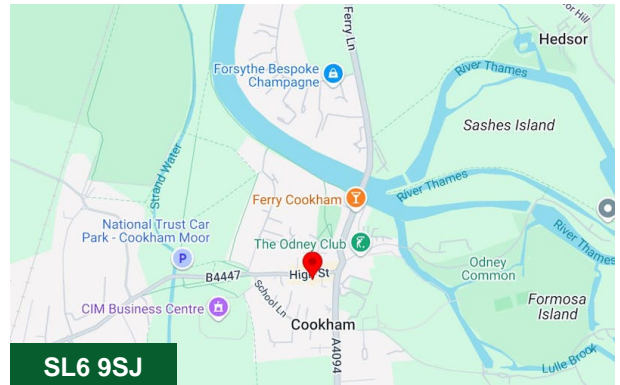 Ferry Ln
or Hill
Hedsor
Forsythe Bespoke
Champagne
River Thames
Sashes Island
Strand Water
Ferry Cookham
River Thames
National Trust Car
Park - Cookham Moor
P
The Odney Club
River Thames
Odney
Common
B4447
High St
School Ln
CIM Business Centre
Formosa
Island
Cookham
A4094
Lulle Brook
SL6 9SJ